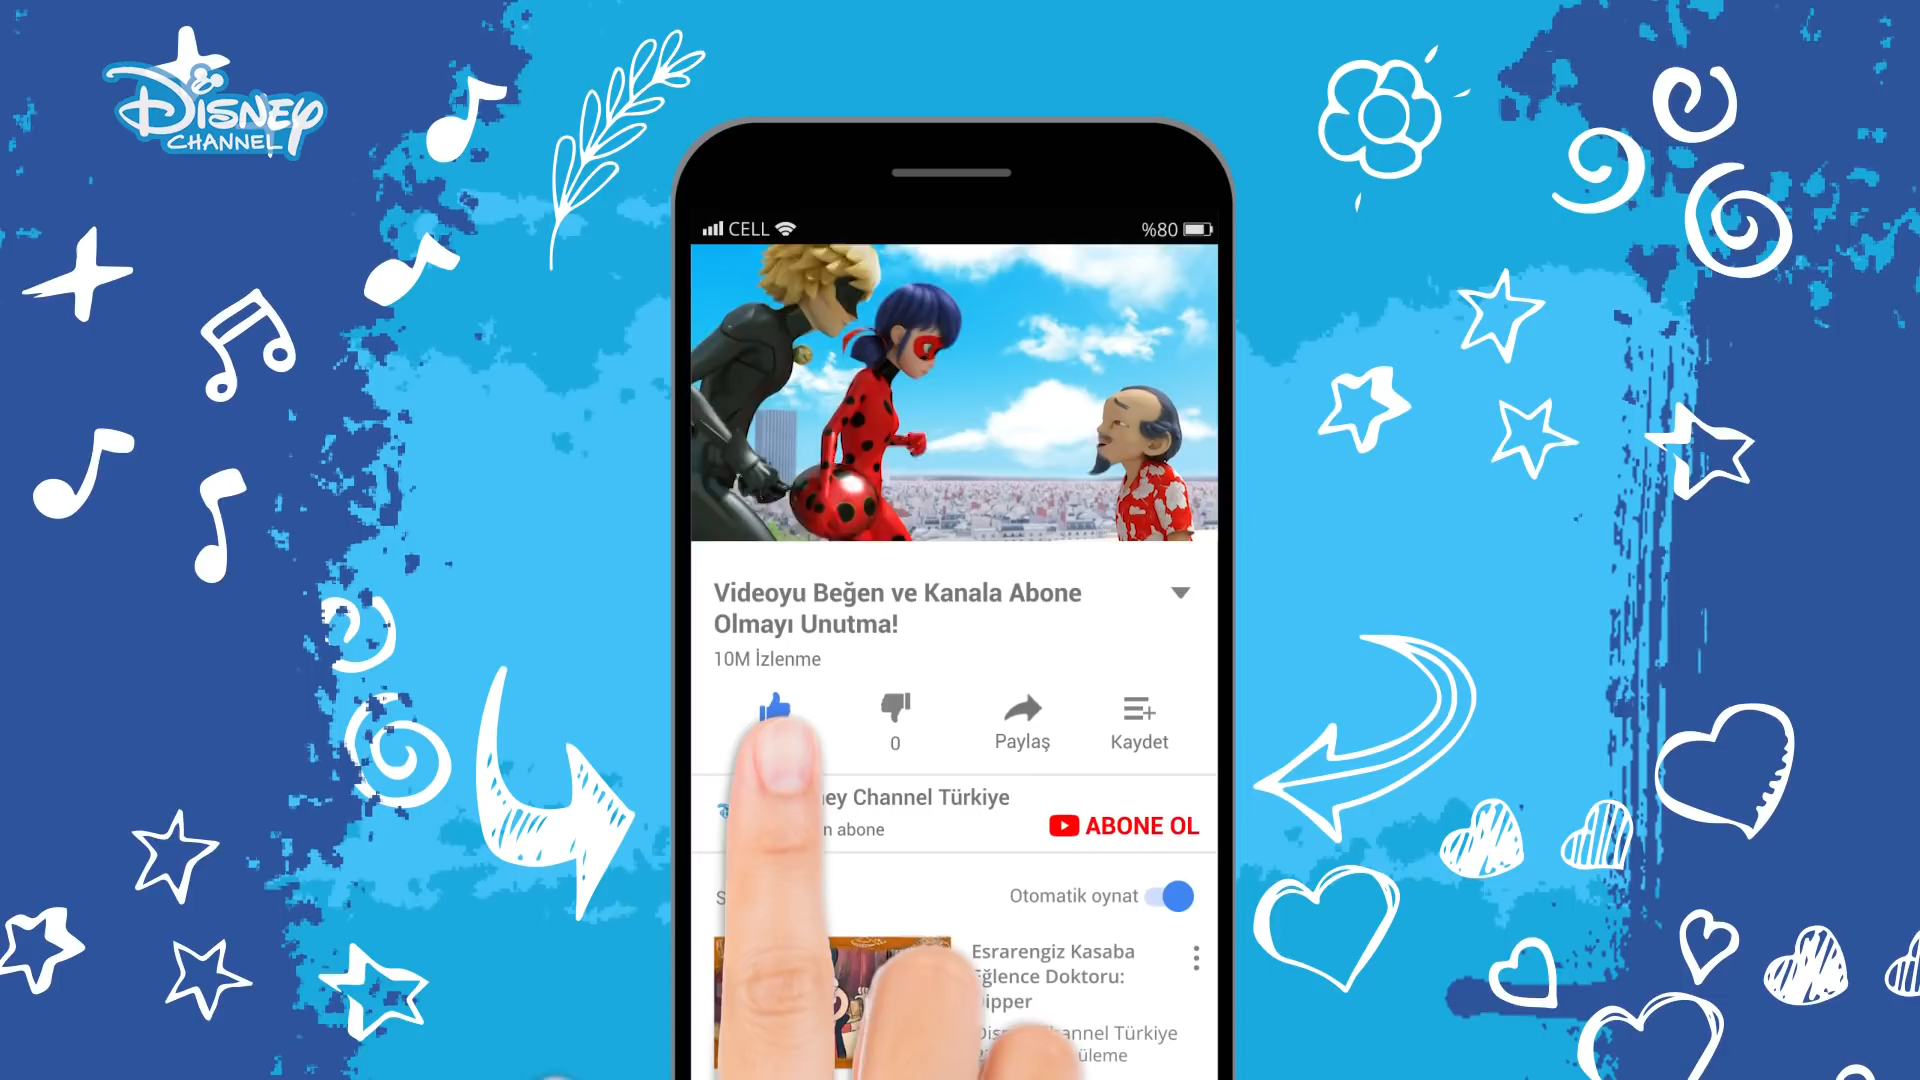 DISNEY
CHANNEL
CELL
%80
Videoyu Beğen ve Kanala Abone
Olmayı Unutma!
10M İzlenme
0
Paylaş
Kaydet
ey Channel Türkiye
n abone
ABONE OL
S
Otomatik oynat
Esrarengiz Kasaba
Eğlence Doktoru:
ipper
annel Türkiye
üleme